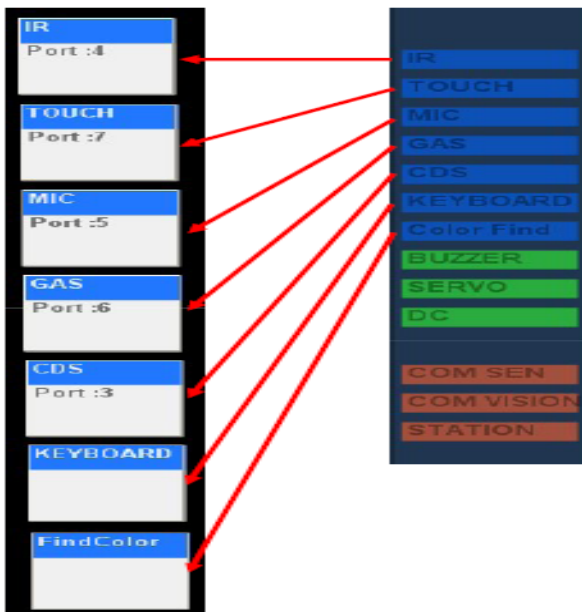 IR
Port :4
TOUCH
Port :7
MIC
Port :5
GAS
Port :6
CDS
Port :3
KEYBOARD
FindColor
IR
TOUCH
MIC
GAS
CDS
KEYBOARD
Color Find
BUZZER
SERVO
DC
COM SEN
COM VISION
STATION